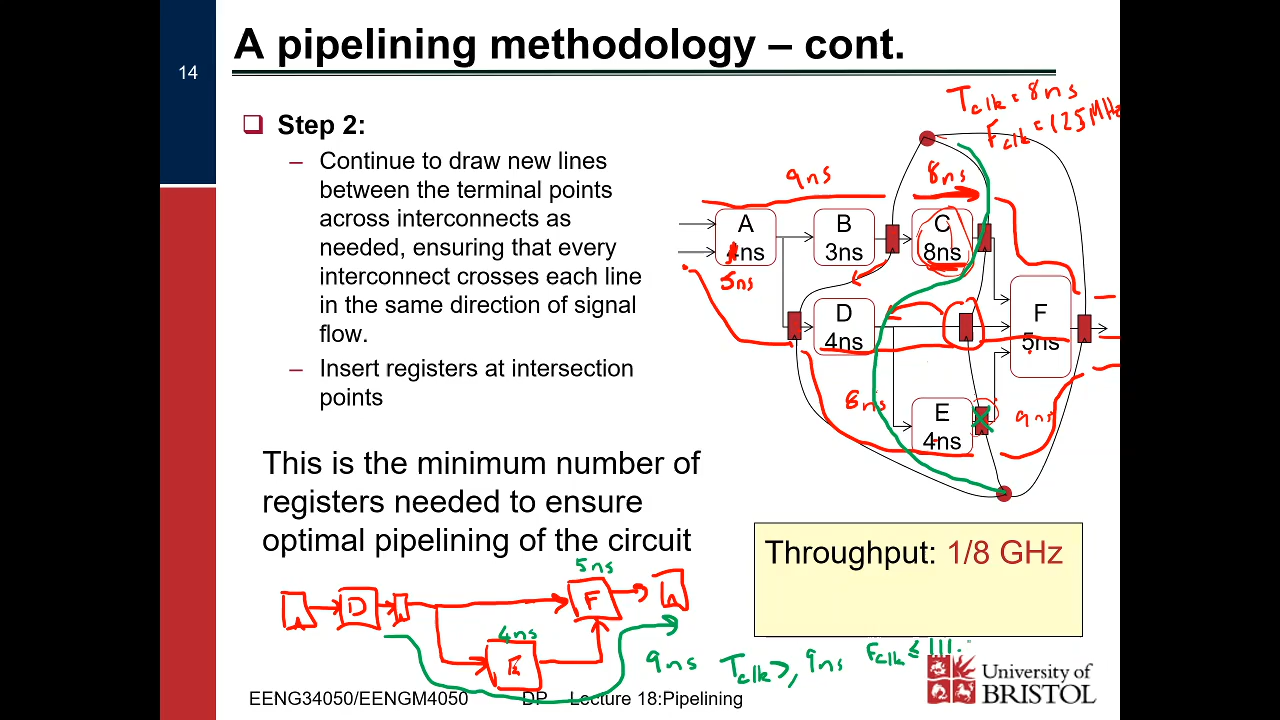 A pipelining methodology – cont.
14
Tclk = 8ns
Fclk = 125MHz
❑ Step 2:
– Continue to draw new lines
between the terminal points
across interconnects as
needed, ensuring that every
interconnect crosses each line
in the same direction of signal
flow.
– Insert registers at intersection
points
9ns
8ns
A
ns
5ns
B
3ns
C
8ns
D
4ns
F
5ns
8ns
E
4ns
9ns
This is the minimum number of
registers needed to ensure
optimal pipelining of the circuit
Throughput: 1/8 GHz
5ns
D
F
4ns
E
9ns
Tclk ≥ 9ns
Fclk ≤ 111.
University of
BRISTOL
EENG34050/EENGM4050
DP
Lecture 18:Pipelining